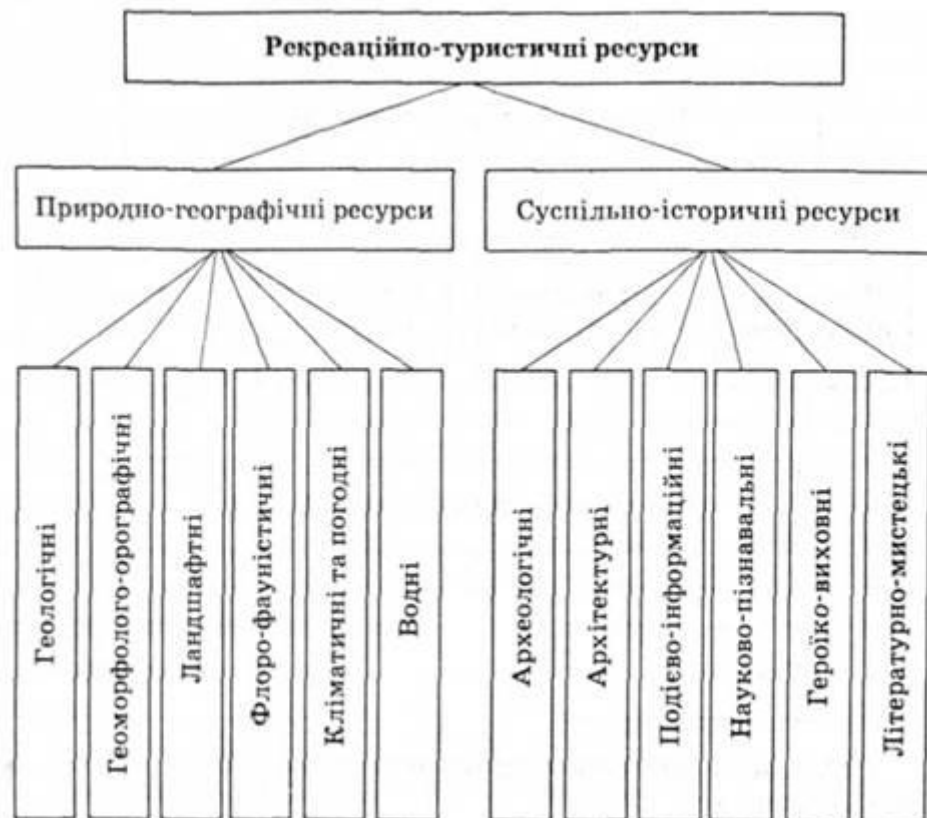 Рекреаційно-туристичні ресурси
Природно-географічні ресурси
Суспільно-історичні ресурси
Геологічні
Геоморфолого-орографічні
Ландшафтні
Флоро-фауністичні
Кліматичні та погодні
Водні
Археологічні
Архітектурні
Подієво-інформаційні
Науково-пізнавальні
Героїко-виховні
Літературно-мистецькі